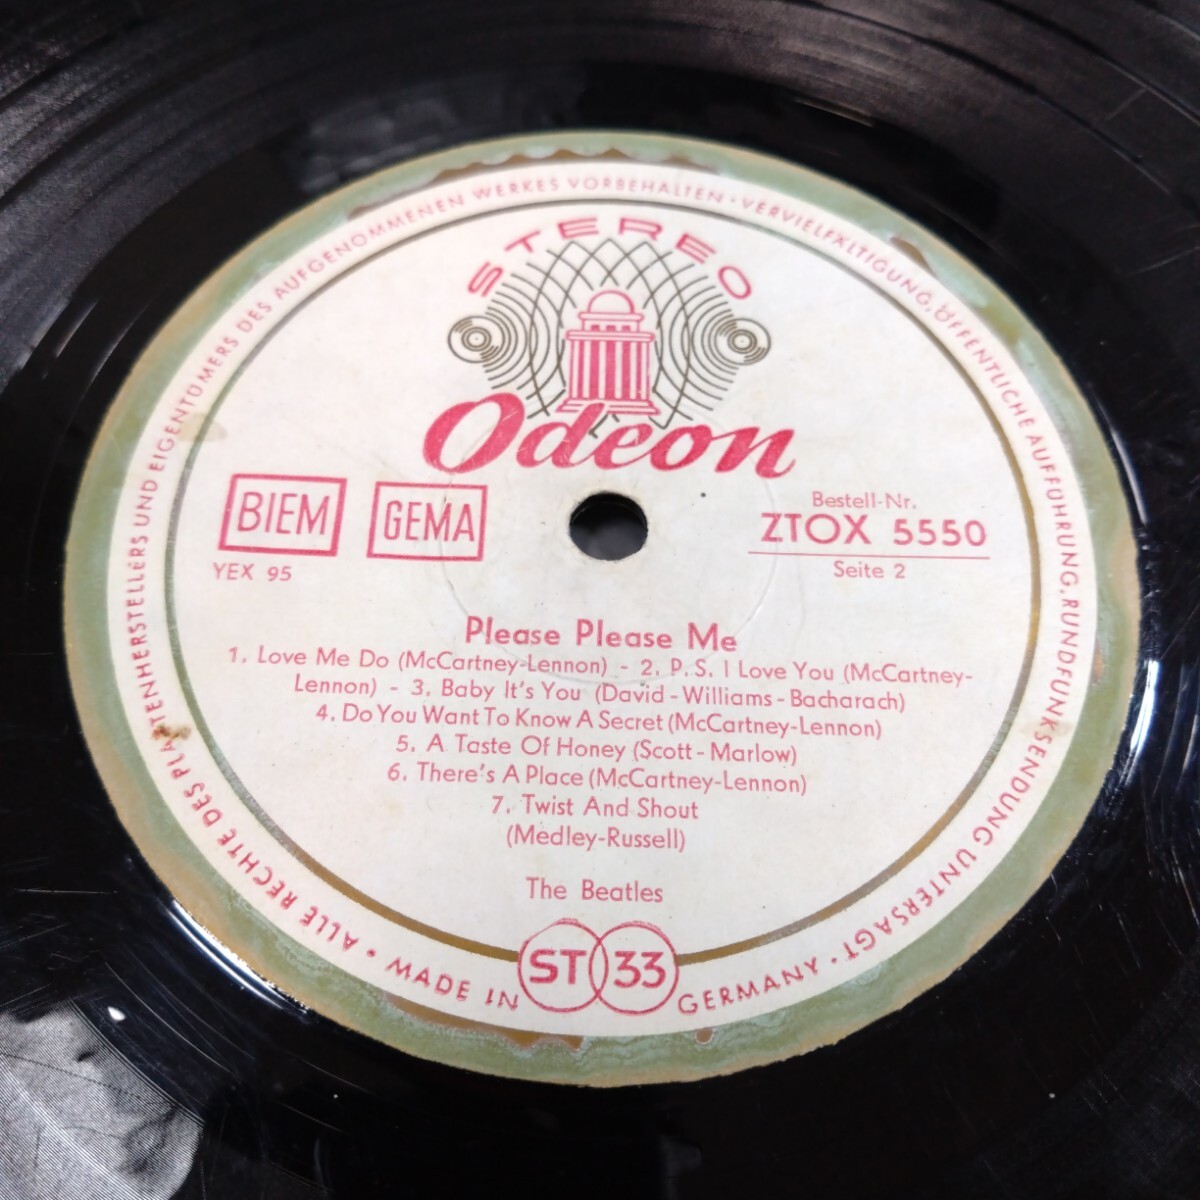 ALLE RECHTE DES PLATTENHERSTELLERS UND EIGENTÜMERS DES AUFGENOMMENEN WERKES VORBEHALTEN · VERVIELFÄLTIGUNG, ÖFFENTLICHE AUFFÜHRUNG, RUNDFUNKSENDUNG UNTERSAGT ·
STEREO
Odeon
BIEM GEMA
YEX 95
Bestell-Nr.
ZTOX 5550
Seite 2
Please Please Me
1. Love Me Do (McCartney-Lennon) - 2. P. S. I Love You (McCartney-
Lennon) - 3. Baby It's You (David - Williams - Bacharach)
4. Do You Want To Know A Secret (McCartney-Lennon)
5. A Taste Of Honey (Scott - Marlow)
6. There's A Place (McCartney-Lennon)
7. Twist And Shout
(Medley-Russell)
The Beatles
ST 33
· MADE IN GERMANY ·